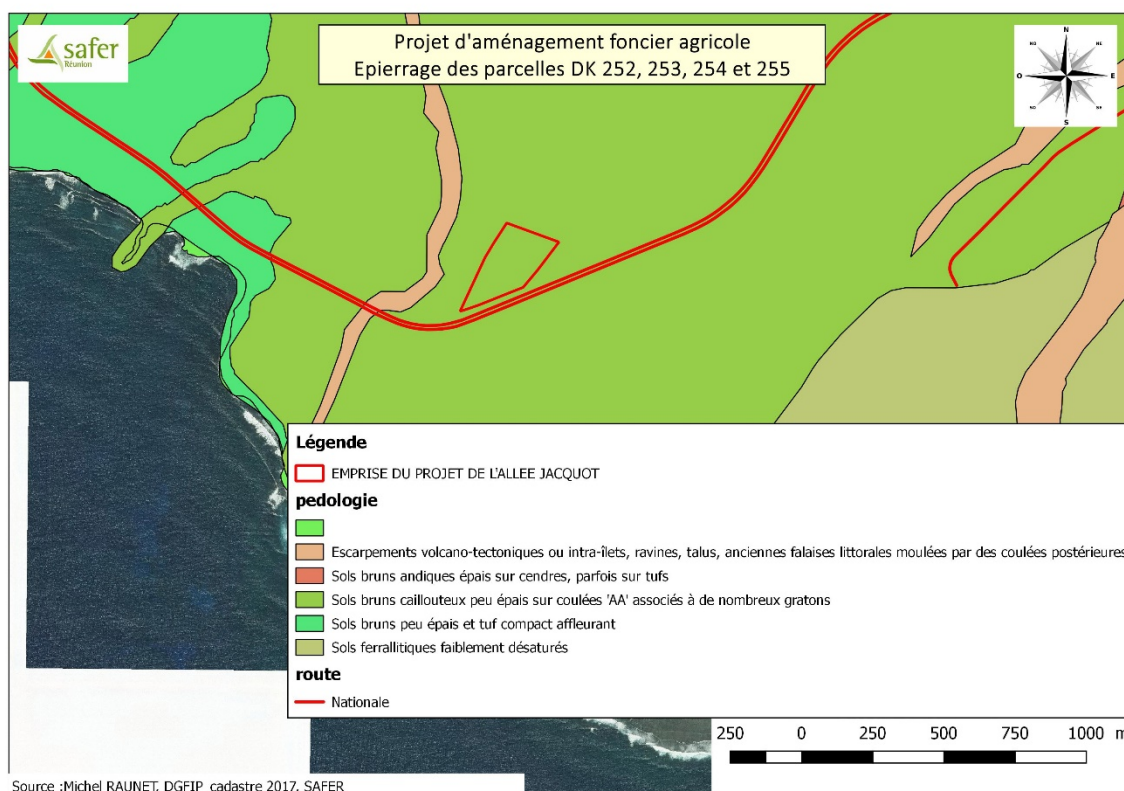 safer
Réunion
Projet d'aménagement foncier agricole
Epierrage des parcelles DK 252, 253, 254 et 255
N
NO
NE
O
E
SO
SE
S
Légende
EMPRISE DU PROJET DE L'ALLEE JACQUOT
pedologie
Escarpements volcano-tectoniques ou intra-îlets, ravines, talus, anciennes falaises littorales moulées par des coulées postérieures
Sols bruns andiques épais sur cendres, parfois sur tufs
Sols bruns caillouteux peu épais sur coulées 'AA' associés à de nombreux gratons
Sols bruns peu épais et tuf compact affleurant
Sols ferrallitiques faiblement désaturés
route
Nationale
250 0 250 500 750 1000 m
Source :Michel RAUNET, DGFIP cadastre 2017, SAFER